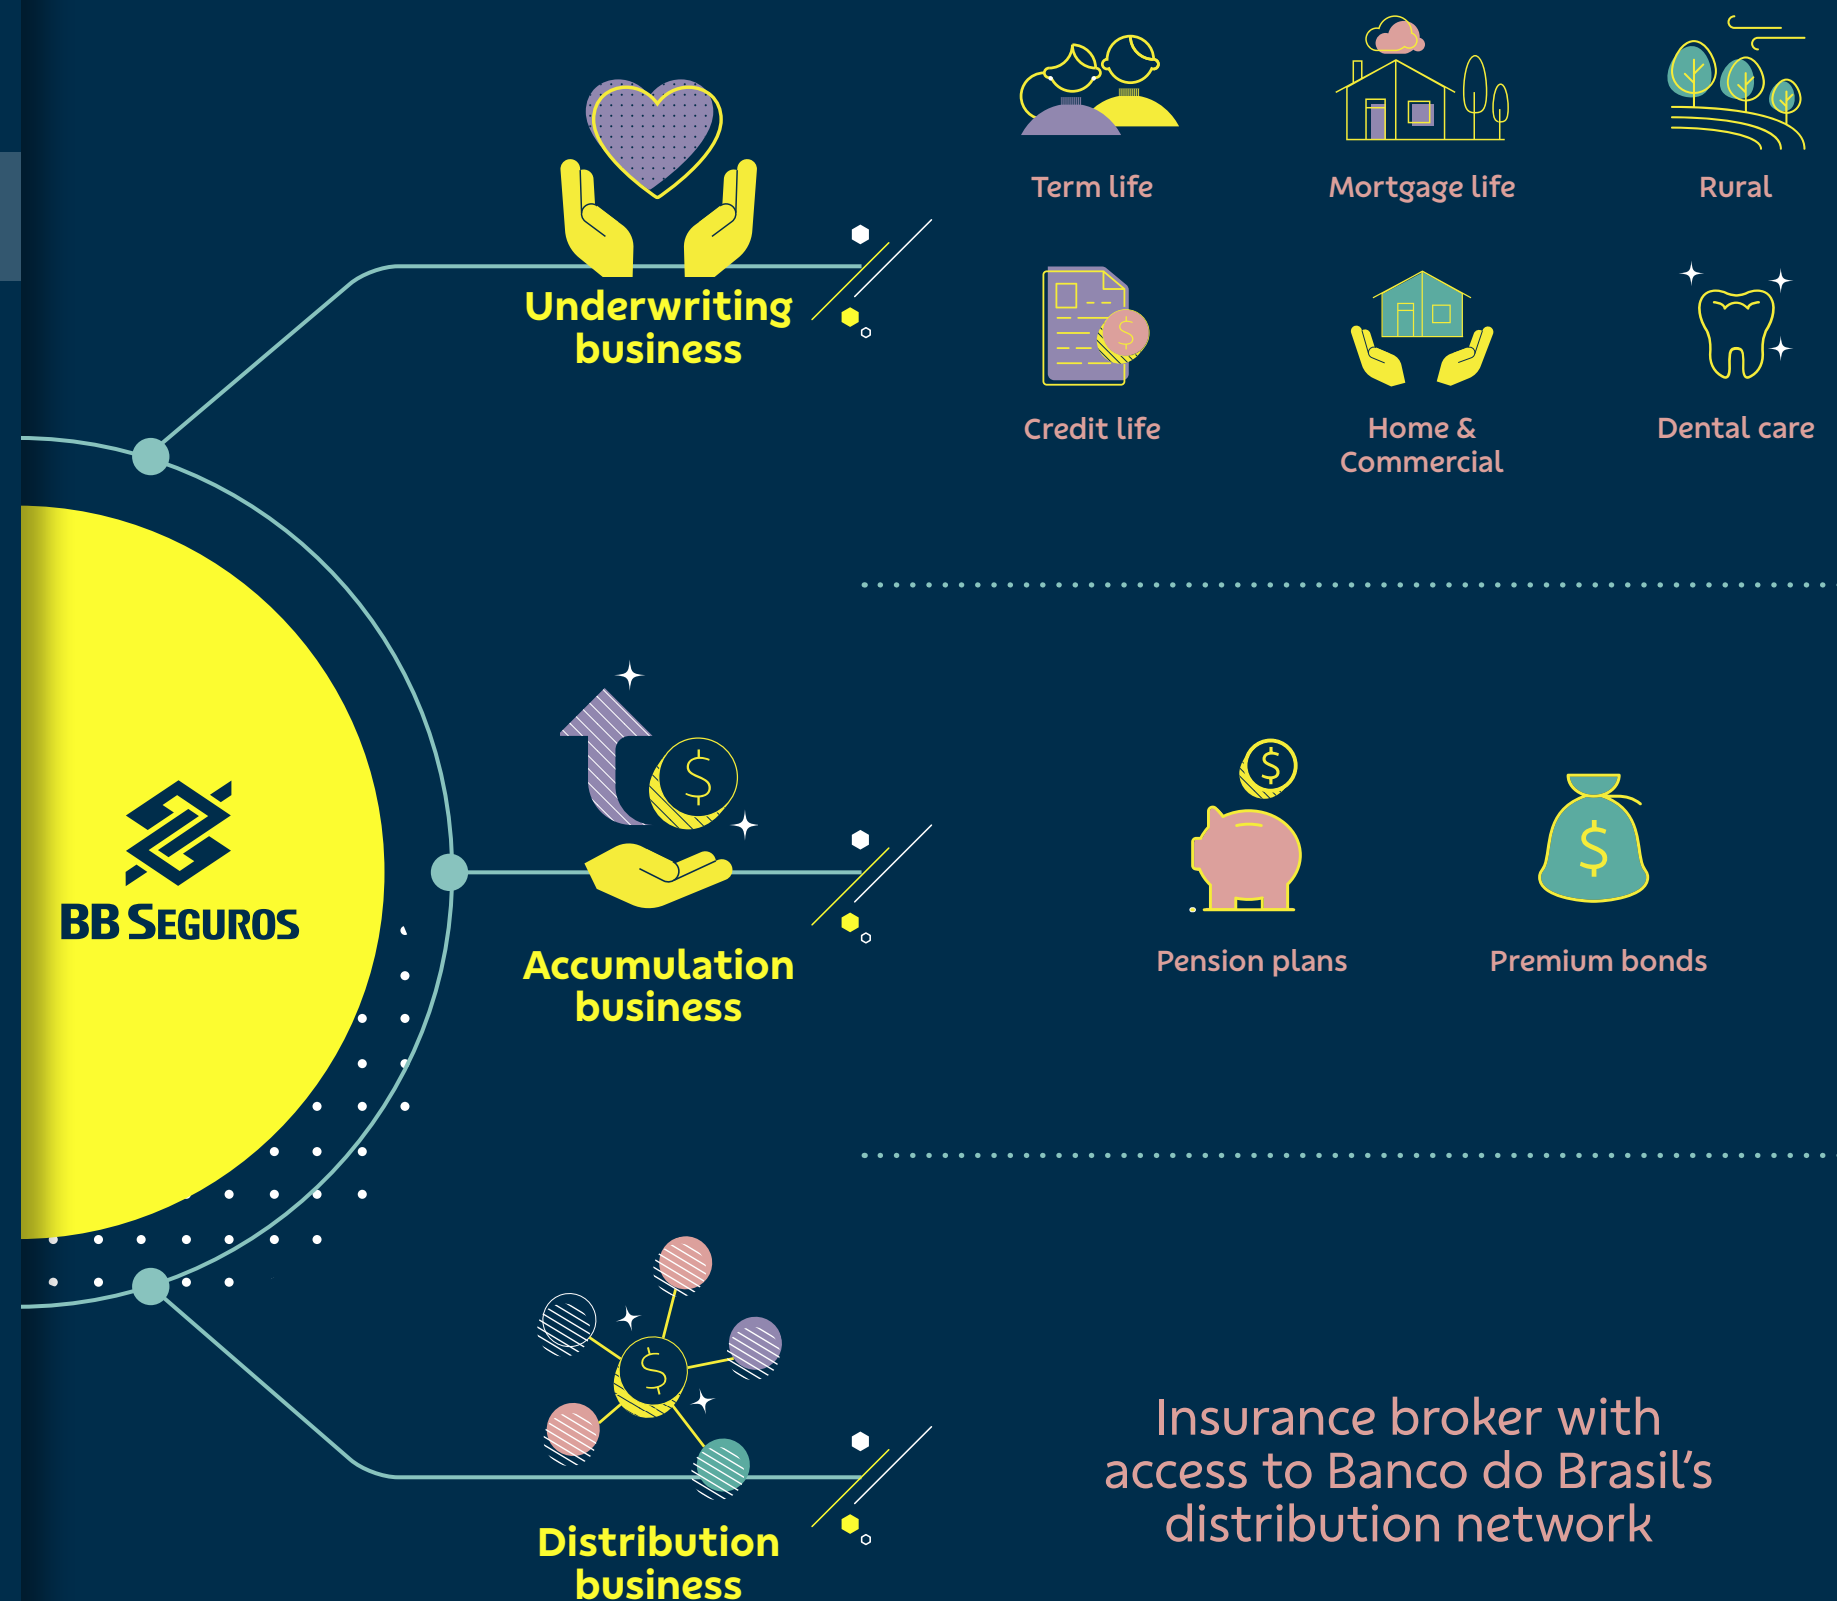 Term life
Mortgage life
Rural
Underwriting
business
Credit life
Home &
Commercial
Dental care
BB SEGUROS
Accumulation
business
Pension plans
Premium bonds
Distribution
business
Insurance broker with
access to Banco do Brasil’s
distribution network